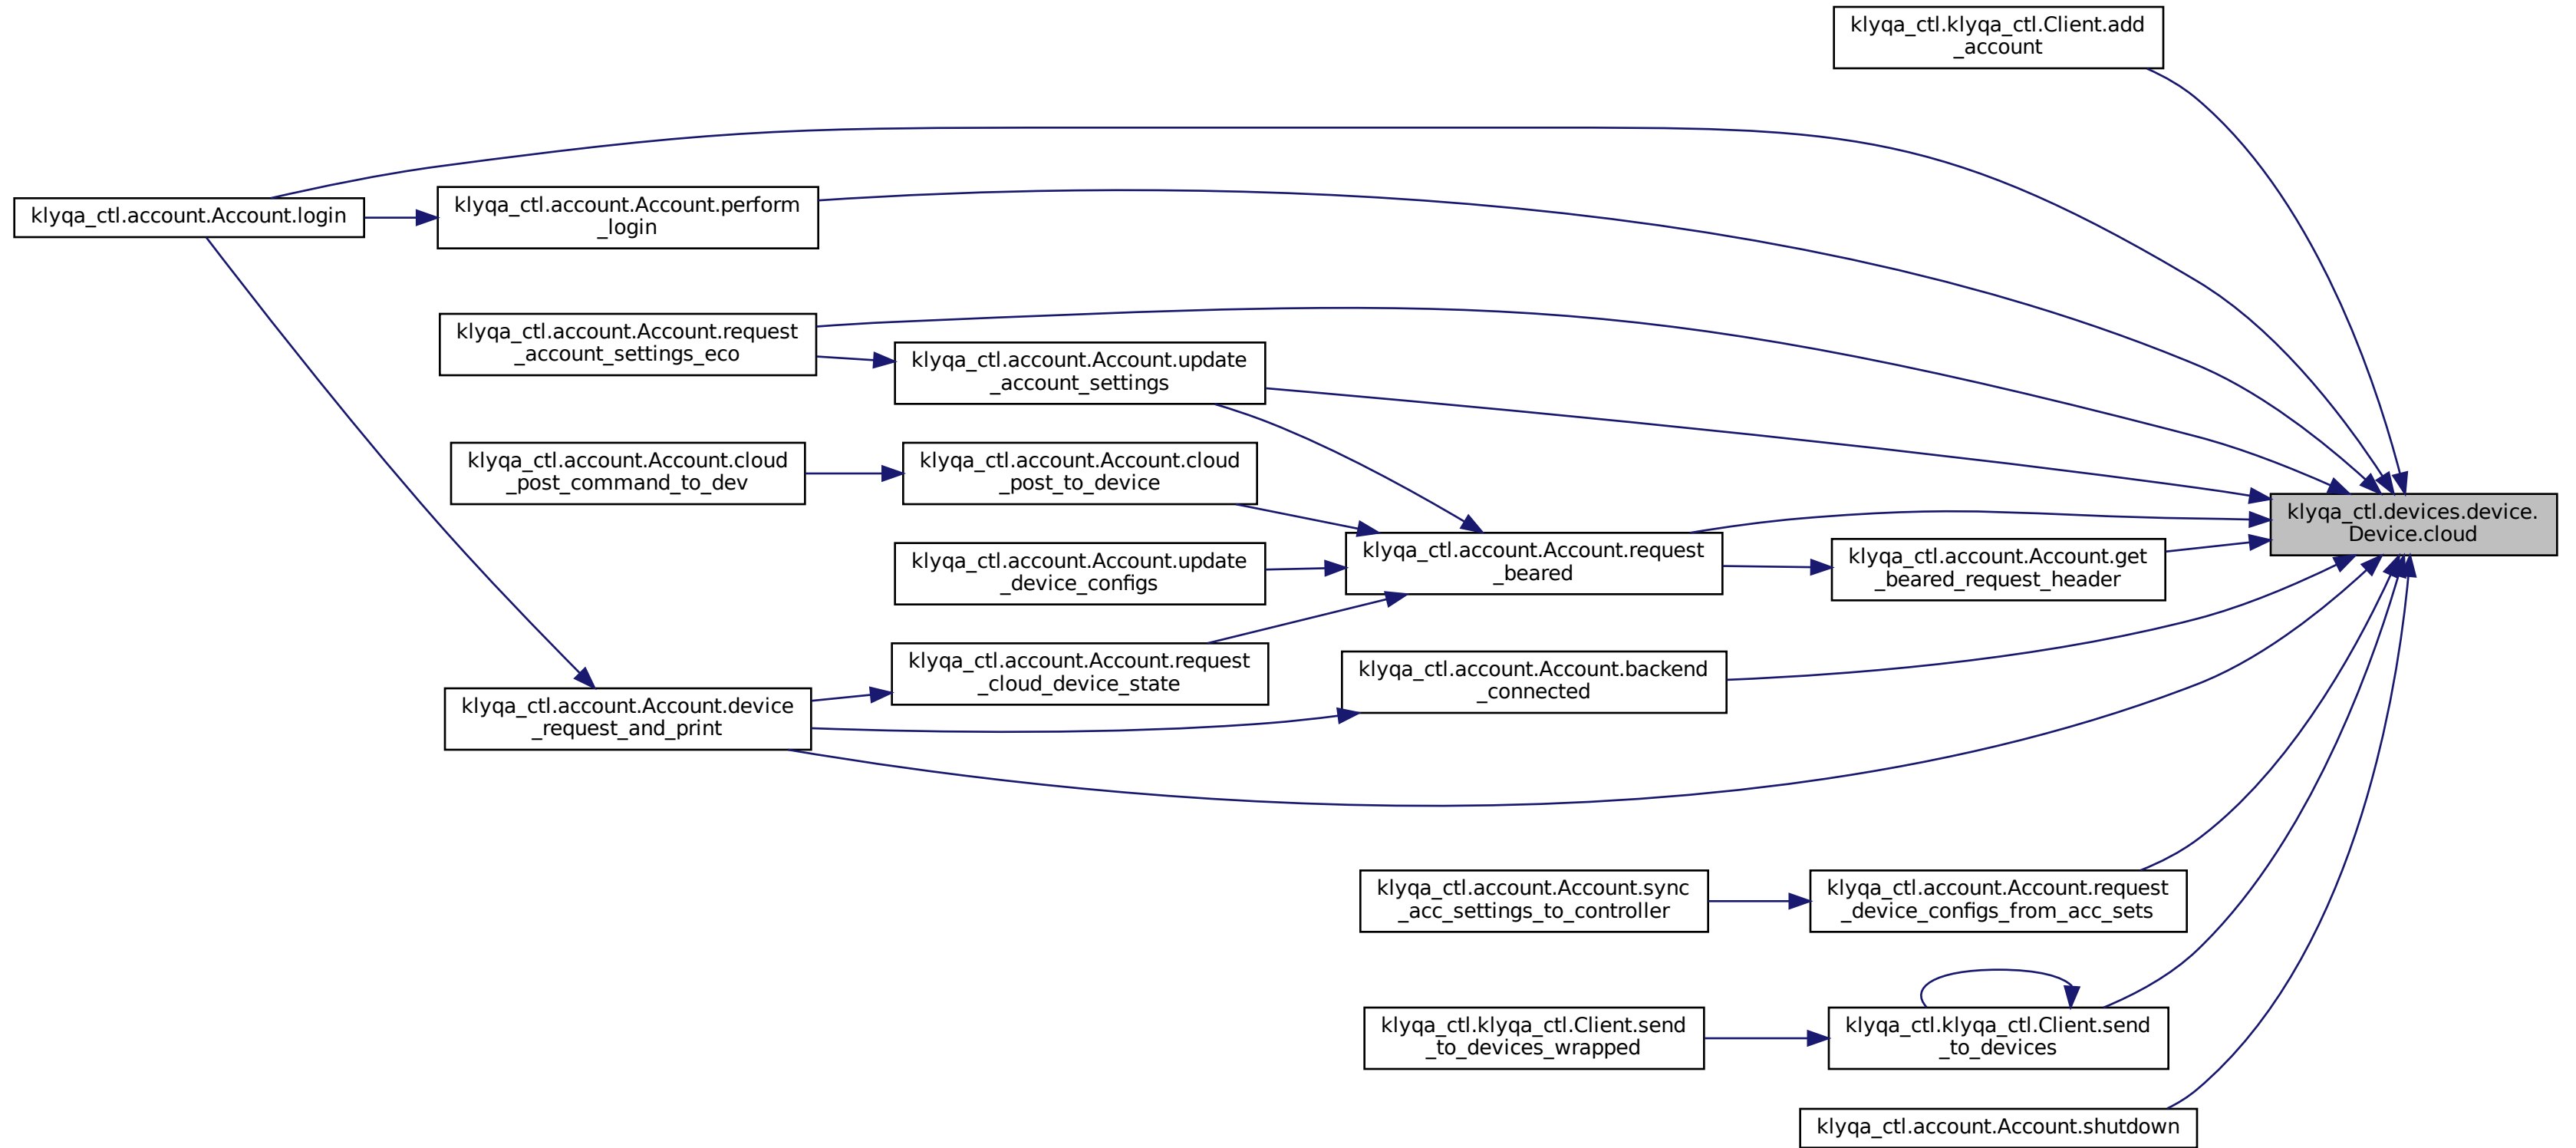 klyqa_ctl.klyqa_ctl.Client.add
_account
klyqa_ctl.account.Account.login
klyqa_ctl.account.Account.perform
_login
klyqa_ctl.account.Account.request
_account_settings_eco
klyqa_ctl.account.Account.update
_account_settings
klyqa_ctl.account.Account.cloud
_post_command_to_dev
klyqa_ctl.account.Account.cloud
_post_to_device
klyqa_ctl.devices.device.
Device.cloud
klyqa_ctl.account.Account.update
_device_configs
klyqa_ctl.account.Account.request
_beared
klyqa_ctl.account.Account.get
_beared_request_header
klyqa_ctl.account.Account.request
_cloud_device_state
klyqa_ctl.account.Account.backend
_connected
klyqa_ctl.account.Account.device
_request_and_print
klyqa_ctl.account.Account.sync
_acc_settings_to_controller
klyqa_ctl.account.Account.request
_device_configs_from_acc_sets
klyqa_ctl.klyqa_ctl.Client.send
_to_devices_wrapped
klyqa_ctl.klyqa_ctl.Client.send
_to_devices
klyqa_ctl.account.Account.shutdown